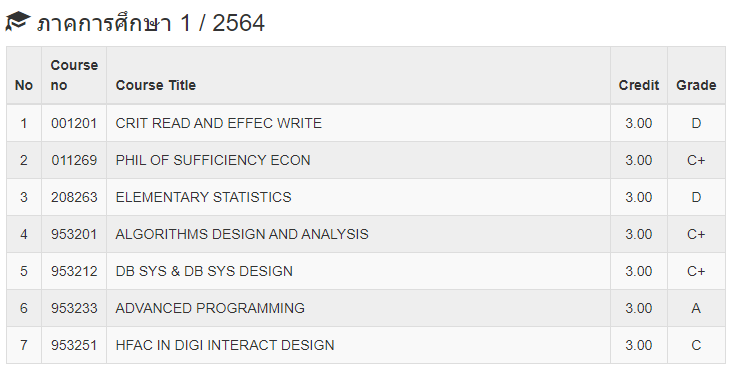 ภาคการศึกษา 1 / 2564
No Course no Course Title Credit Grade
1 001201 CRIT READ AND EFFEC WRITE 3.00 D
2 011269 PHIL OF SUFFICIENCY ECON 3.00 C+
3 208263 ELEMENTARY STATISTICS 3.00 D
4 953201 ALGORITHMS DESIGN AND ANALYSIS 3.00 C+
5 953212 DB SYS & DB SYS DESIGN 3.00 C+
6 953233 ADVANCED PROGRAMMING 3.00 A
7 953251 HFAC IN DIGI INTERACT DESIGN 3.00 C